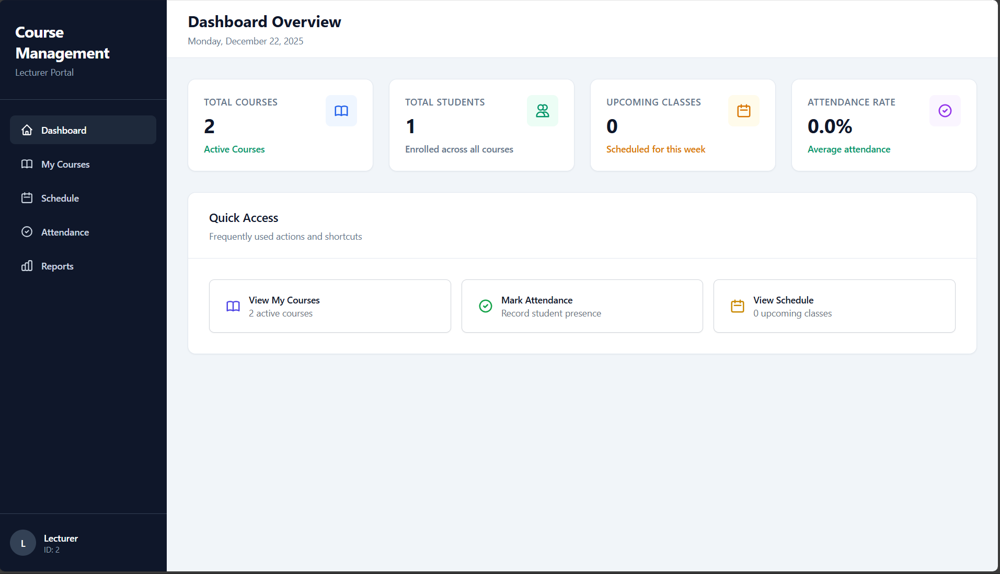 Course
Management
Lecturer Portal
Dashboard
My Courses
Schedule
Attendance
Reports
L
Lecturer
ID: 2
Dashboard Overview
Monday, December 22, 2025
TOTAL COURSES
2
Active Courses
TOTAL STUDENTS
1
Enrolled across all courses
UPCOMING CLASSES
0
Scheduled for this week
ATTENDANCE RATE
0.0%
Average attendance
Quick Access
Frequently used actions and shortcuts
View My Courses
2 active courses
Mark Attendance
Record student presence
View Schedule
0 upcoming classes